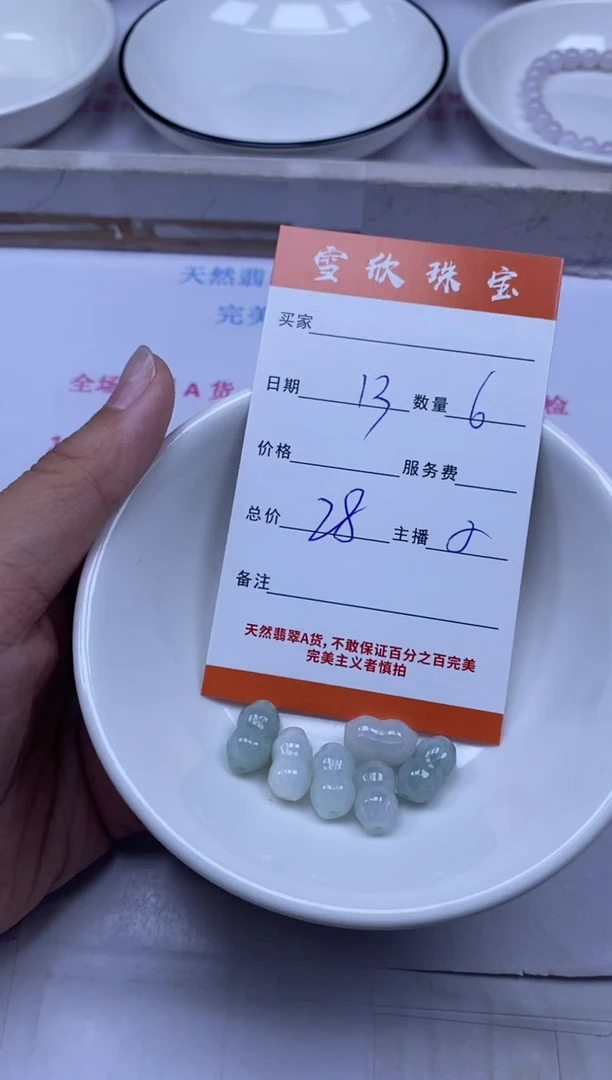 天然翡
完美
全场 A 货
检
雪欣珠宝
买家
日期 13 数量 6
价格 服务费
总价 28 主播
备注
天然翡翠A货,不敢保证百分之百完美
完美主义者慎拍